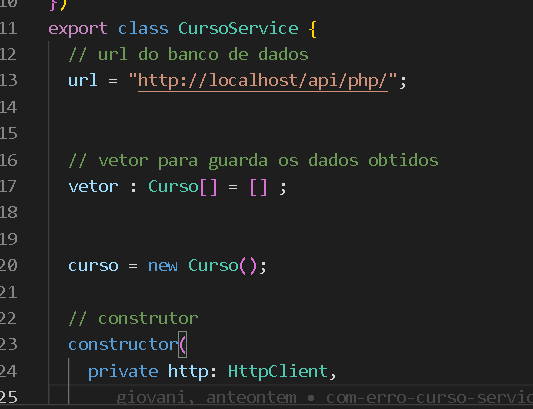 10 })
11 export class CursoService {
12 // url do banco de dados
13 url = "http://localhost/api/php/";
14
15
16 // vetor para guarda os dados obtidos
17 vetor : Curso[] = [] ;
18
19
20 curso = new Curso();
21
22 // construtor
23 constructor(
24 private http: HttpClient,
25 giovani, anteontem • com-erro-curso-servic